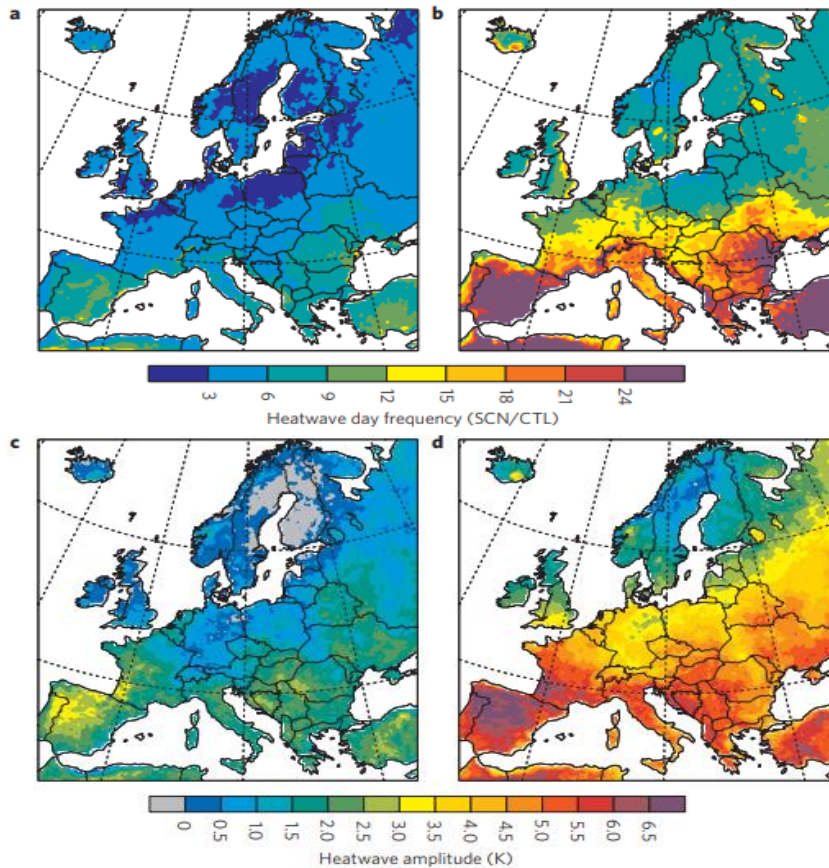 a
b
3 6 9 12 15 18 21 24
Heatwave day frequency (SCN/CTL)
c
d
0 0.5 1.0 1.5 2.0 2.5 3.0 3.5 4.0 4.5 5.0 5.5 6.0 6.5
Heatwave amplitude (K)